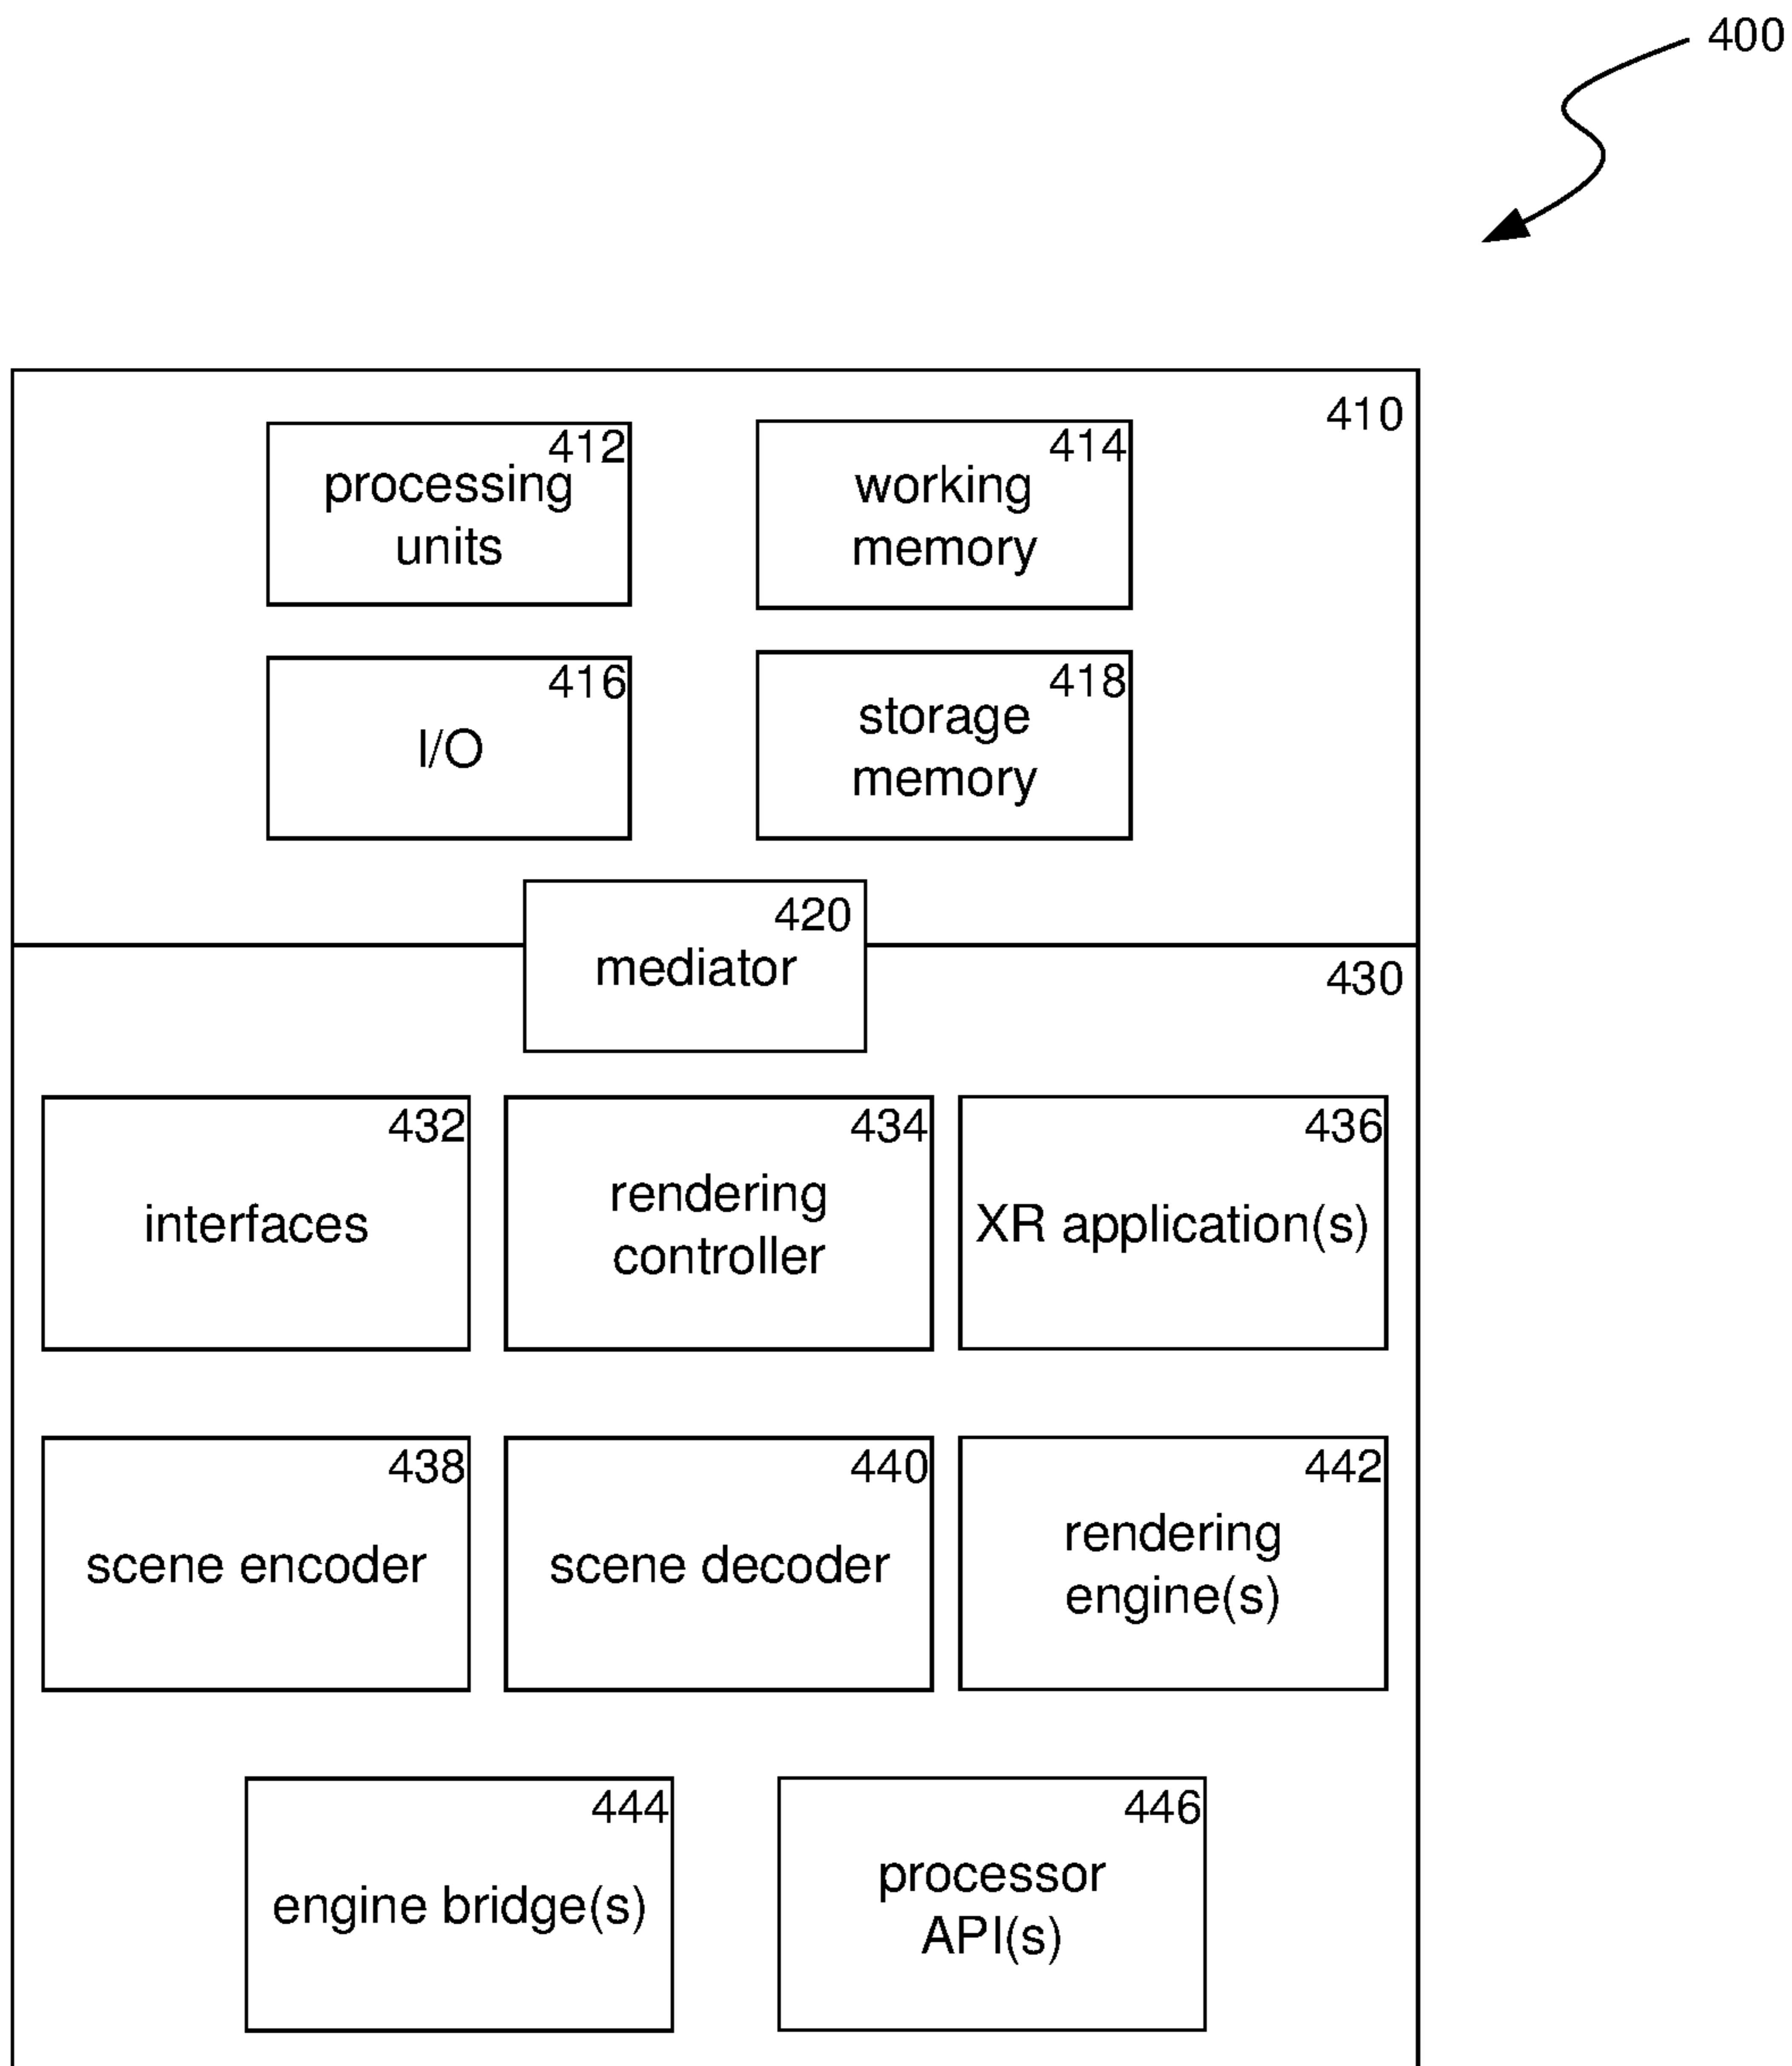 400
410
412
processing
units
414
working
memory
416
I/O
418
storage
memory
420
mediator
430
432
interfaces
434
rendering
controller
436
XR application(s)
438
scene encoder
440
scene decoder
442
rendering
engine(s)
444
engine bridge(s)
446
processor
API(s)